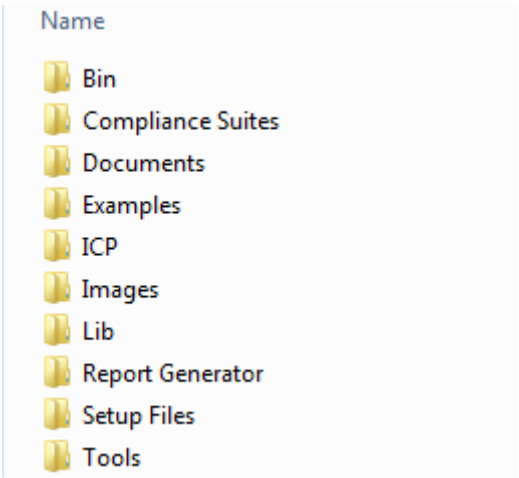 Name
Bin
Compliance Suites
Documents
Examples
ICP
Images
Lib
Report Generator
Setup Files
Tools